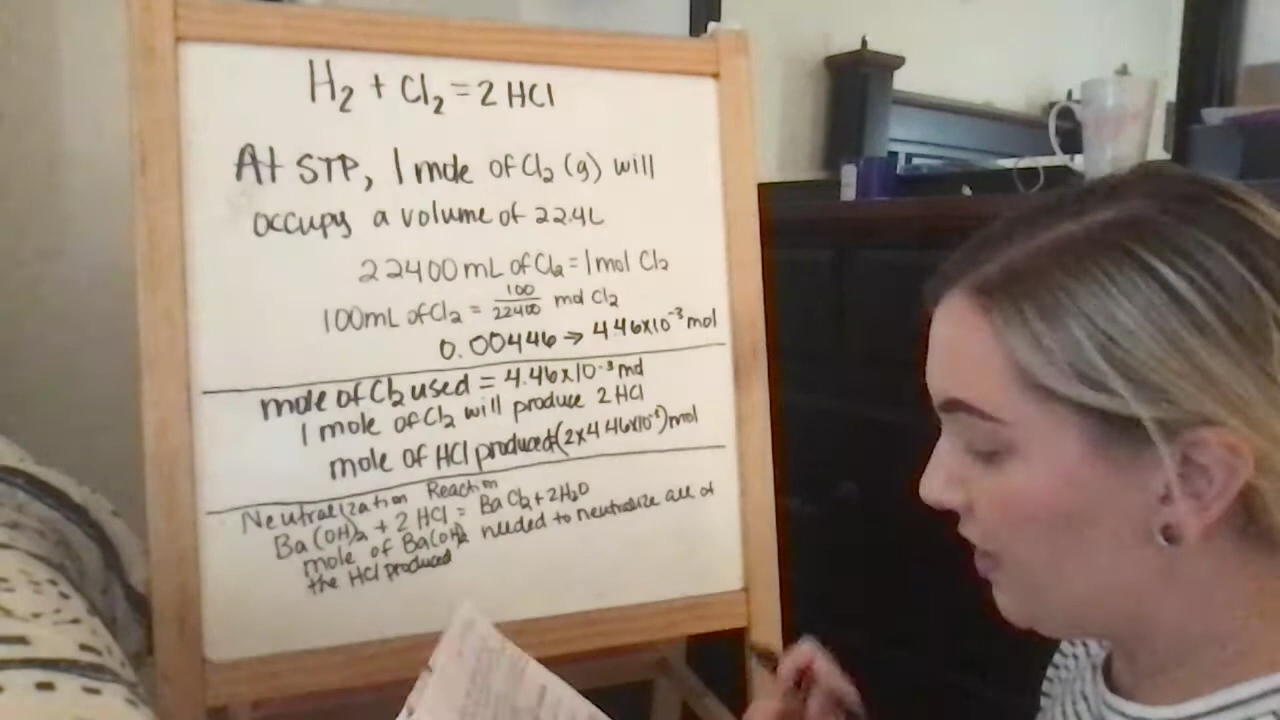 H₂ + Cl₂ = 2 HCl
At STP, 1 mole of Cl₂ (g) will
occupy a volume of 22.4L
22400 mL of Cl₂ = 1 mol Cl₂
100mL of Cl₂ = 100/22400 mol Cl₂
0.00446 → 4.46x10⁻³ mol
mole of Cl₂ used = 4.46x10⁻³ mol
1 mole of Cl₂ will produce 2 HCl
mole of HCl produced (2x4.46x10⁻³) mol
Neutralization Reaction
Ba(OH)₂ + 2 HCl = BaCl₂ + 2H₂O
mole of Ba(OH)₂ needed to neutralize all of
the HCl produced